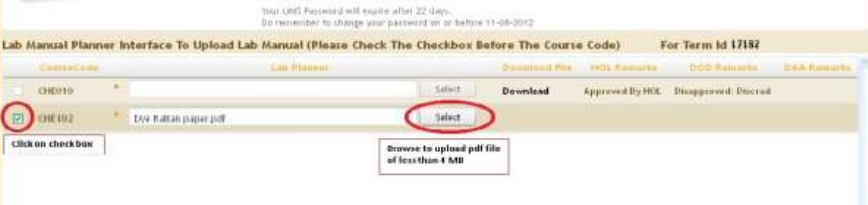 Your UMS Password will expire after 22 days.
Do remember to change your password on or before 11-08-2012
Lab Manual Planner Interface To Upload Lab Manual (Please Check The Checkbox Before The Course Code) For Term Id 17182
CourseCode Lab Planner Download File HOL Remarks DOD Remarks DAA Remarks
CHE010 * Select Download Approved By HOL Disapproved: Discrad
CHE102 * Dye Rattan paper.pdf Select
Click on checkbox
Browse to upload pdf file
of less than 4 MB